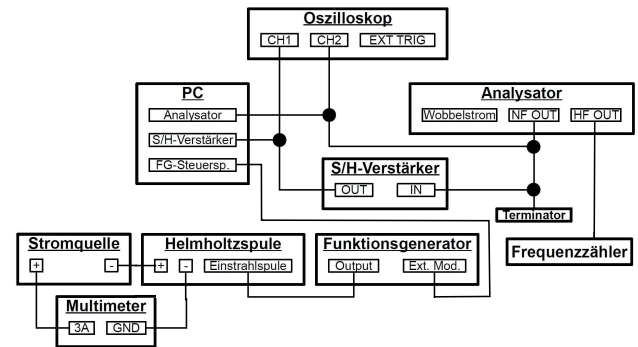 Oszilloskop
CH1 CH2 EXT TRIG
PC
Analysator
S/H-Verstärker
FG-Steuersp.
Analysator
Wobbelstrom NF OUT HF OUT
S/H-Verstärker
OUT IN
Terminator
Frequenzzähler
Stromquelle
+ -
Helmholtzspule
+ - Einstrahlspule
Funktionsgenerator
Output Ext. Mod.
Multimeter
3A GND